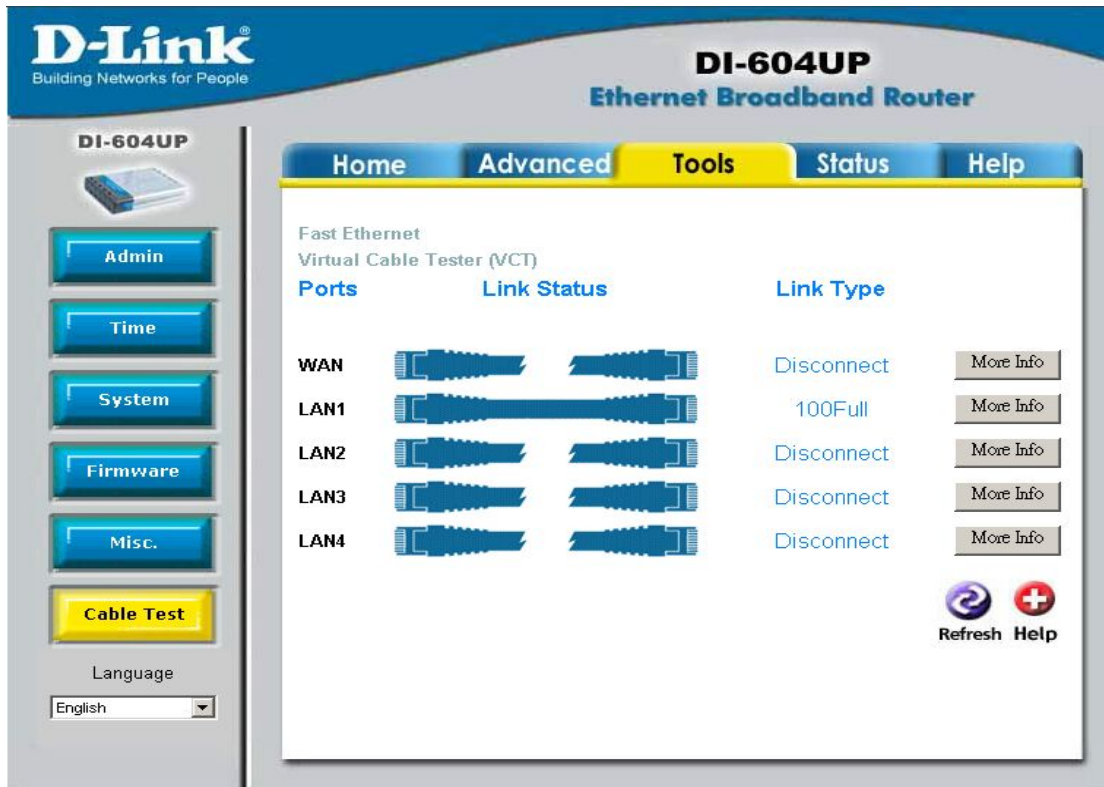 D-Link
Building Networks for People
DI-604UP
Ethernet Broadband Router
DI-604UP
Home Advanced Tools Status Help
Admin
Time
System
Firmware
Misc.
Cable Test
Language
English
Fast Ethernet
Virtual Cable Tester (VCT)
Ports Link Status Link Type
WAN Disconnect More Info
LAN1 100Full More Info
LAN2 Disconnect More Info
LAN3 Disconnect More Info
LAN4 Disconnect More Info
Refresh Help